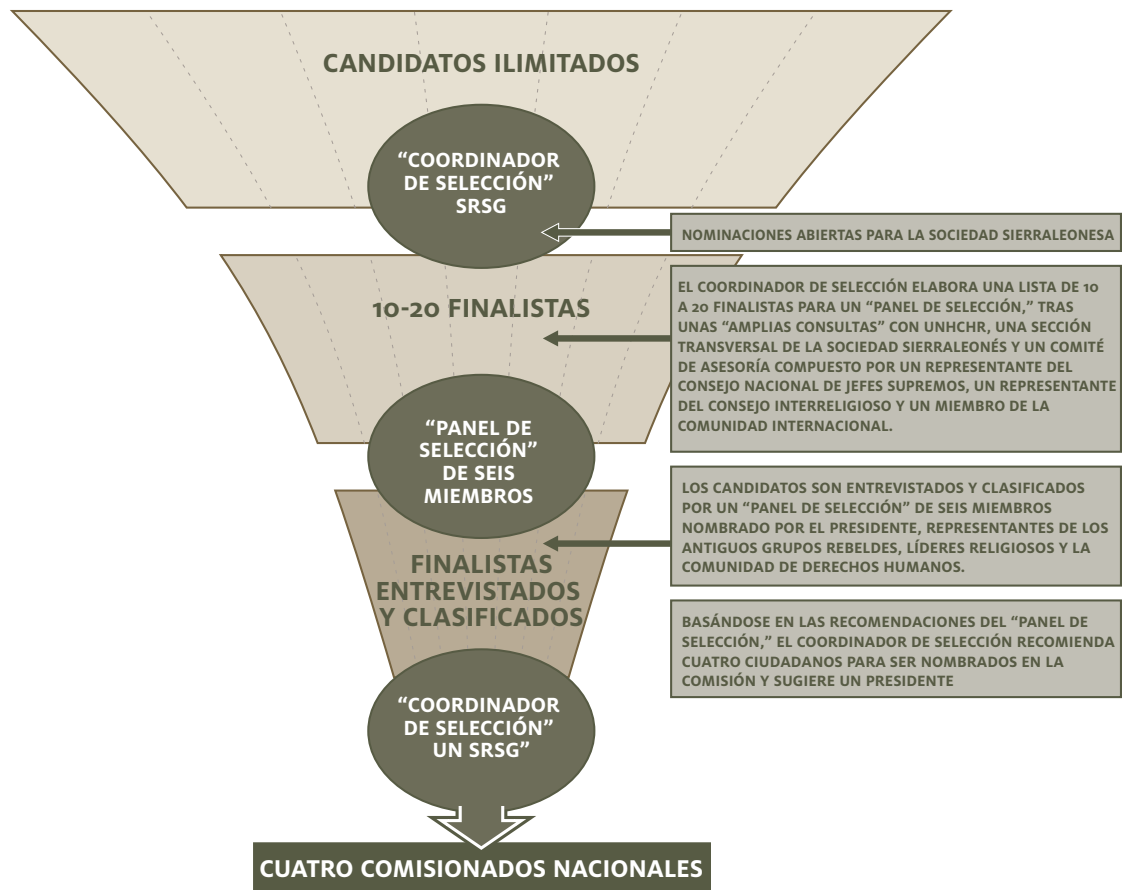 CANDIDATOS ILIMITADOS
“COORDINADOR
DE SELECCIÓN”
SRSG
NOMINACIONES ABIERTAS PARA LA SOCIEDAD SIERRALEONESA
10-20 FINALISTAS
EL COORDINADOR DE SELECCIÓN ELABORA UNA LISTA DE 10
A 20 FINALISTAS PARA UN “PANEL DE SELECCIÓN,” TRAS
UNAS “AMPLIAS CONSULTAS” CON UNHCHR, UNA SECCIÓN
TRANSVERSAL DE LA SOCIEDAD SIERRALEONÉS Y UN COMITÉ
DE ASESORÍA COMPUESTO POR UN REPRESENTANTE DEL
CONSEJO NACIONAL DE JEFES SUPREMOS, UN REPRESENTANTE
DEL CONSEJO INTERRELIGIOSO Y UN MIEMBRO DE LA
COMUNIDAD INTERNACIONAL.
“PANEL DE
SELECCIÓN”
DE SEIS
MIEMBROS
LOS CANDIDATOS SON ENTREVISTADOS Y CLASIFICADOS
POR UN “PANEL DE SELECCIÓN” DE SEIS MIEMBROS
NOMBRADO POR EL PRESIDENTE, REPRESENTANTES DE LOS
ANTIGUOS GRUPOS REBELDES, LÍDERES RELIGIOSOS Y LA
COMUNIDAD DE DERECHOS HUMANOS.
FINALISTAS
ENTREVISTADOS
Y CLASIFICADOS
BASÁNDOSE EN LAS RECOMENDACIONES DEL “PANEL DE
SELECCIÓN,” EL COORDINADOR DE SELECCIÓN RECOMIENDA
CUATRO CIUDADANOS PARA SER NOMBRADOS EN LA
COMISIÓN Y SUGIERE UN PRESIDENTE
“COORDINADOR
DE SELECCIÓN”
UN SRSG”
CUATRO COMISIONADOS NACIONALES